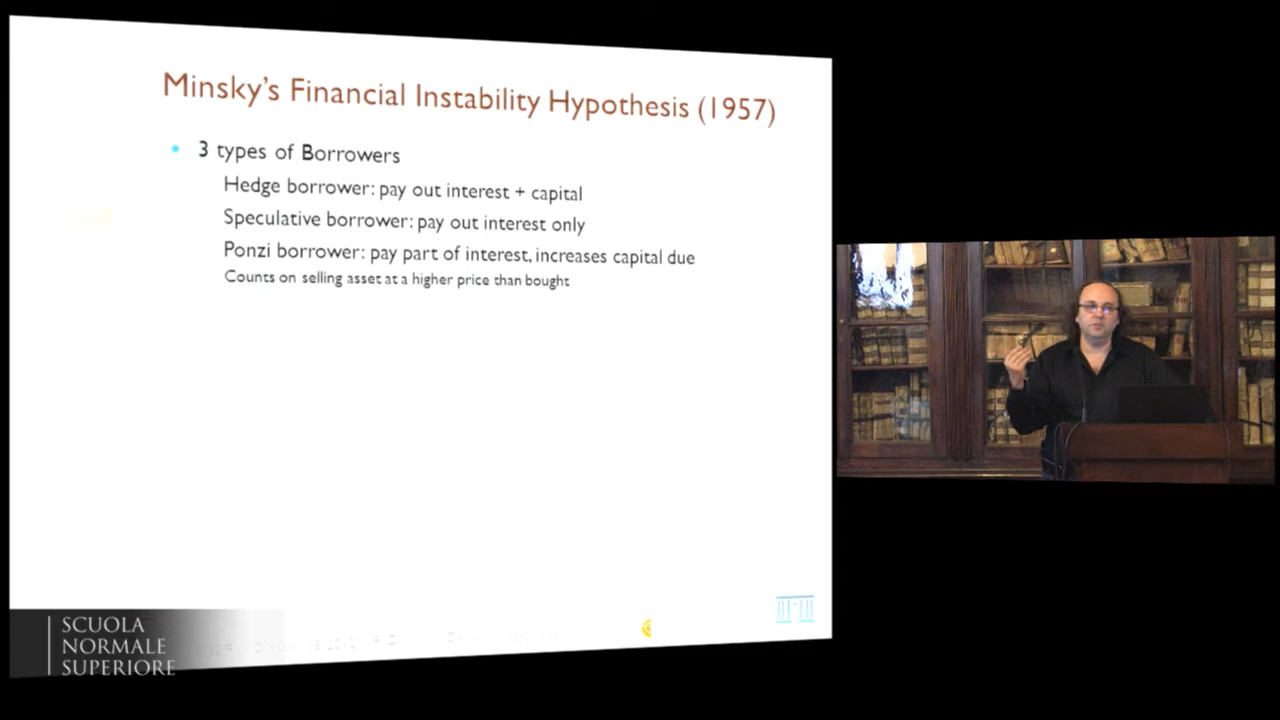 Minsky's Financial Instability Hypothesis (1957)
3 types of Borrowers
Hedge borrower: pay out interest + capital
Speculative borrower: pay out interest only
Ponzi borrower: pay part of interest, increases capital due
Counts on selling asset at a higher price than bought
SCUOLA
NORMALE
SUPERIORE